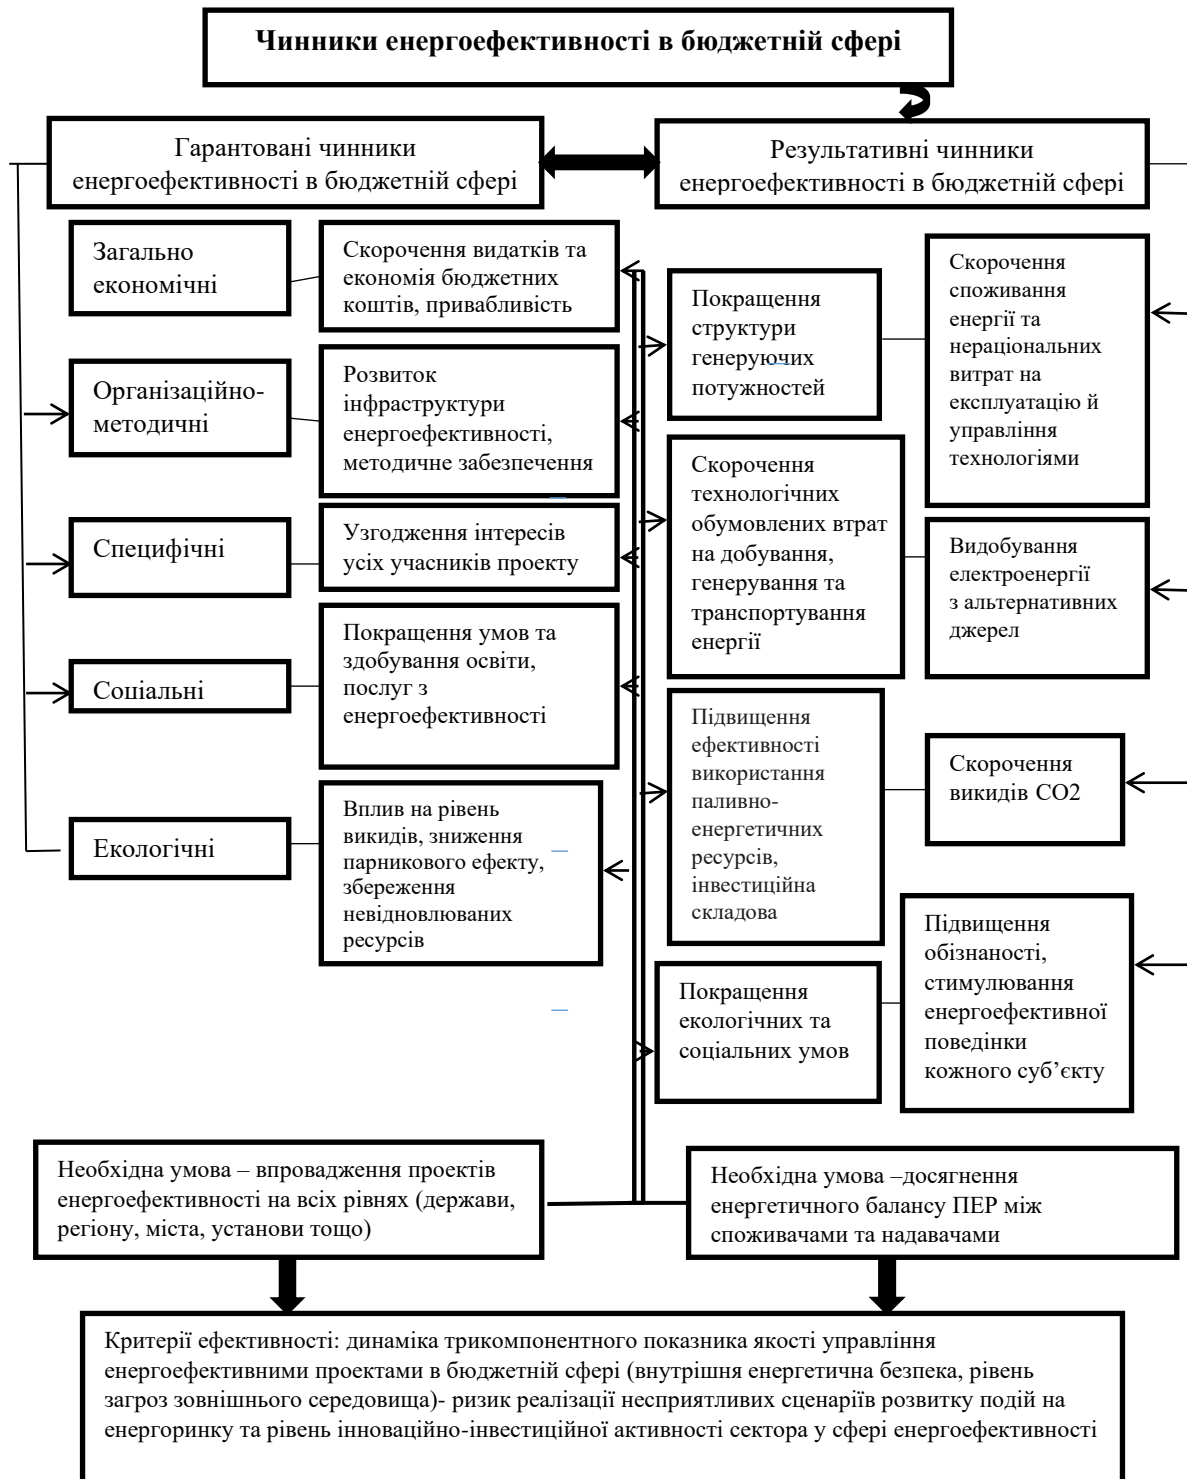 Чинники енергоефективності в бюджетній сфері
Гарантовані чинники
енергоефективності в бюджетній сфері
Результативні чинники
енергоефективності в бюджетній сфері
Загально
економічні
Скорочення видатків та
економія бюджетних
коштів, привабливість
Організаційно-
методичні
Розвиток
інфраструктури
енергоефективності,
методичне забезпечення
Специфічні
Узгодження інтересів
усіх учасників проекту
Соціальні
Покращення умов та
здобування освіти,
послуг з
енергоефективності
Екологічні
Вплив на рівень
викидів, зниження
парникового ефекту,
збереження
невідновлюваних
ресурсів
Покращення
структури
генеруючих
потужностей
Скорочення
споживання
енергії та
нераціональних
витрат на
експлуатацію й
управління
технологіями
Скорочення
технологічних
обумовлених втрат
на добування,
генерування та
транспортування
енергії
Видобування
електроенергії
з альтернативних
джерел
Підвищення
ефективності
використання
паливно-
енергетичних
ресурсів,
інвестиційна
складова
Скорочення
викидів СО2
Покращення
екологічних та
соціальних умов
Підвищення
обізнаності,
стимулювання
енергоефективної
поведінки
кожного суб’єкту
Необхідна умова – впровадження проектів
енергоефективності на всіх рівнях (держави,
регіону, міста, установи тощо)
Необхідна умова –досягнення
енергетичного балансу ПЕР між
споживачами та надавачами
Критерії ефективності: динаміка трикомпонентного показника якості управління
енергоефективними проектами в бюджетній сфері (внутрішня енергетична безпека, рівень
загроз зовнішнього середовища)- ризик реалізації несприятливих сценаріїв розвитку подій на
енергоринку та рівень інноваційно-інвестиційної активності сектора у сфері енергоефективності